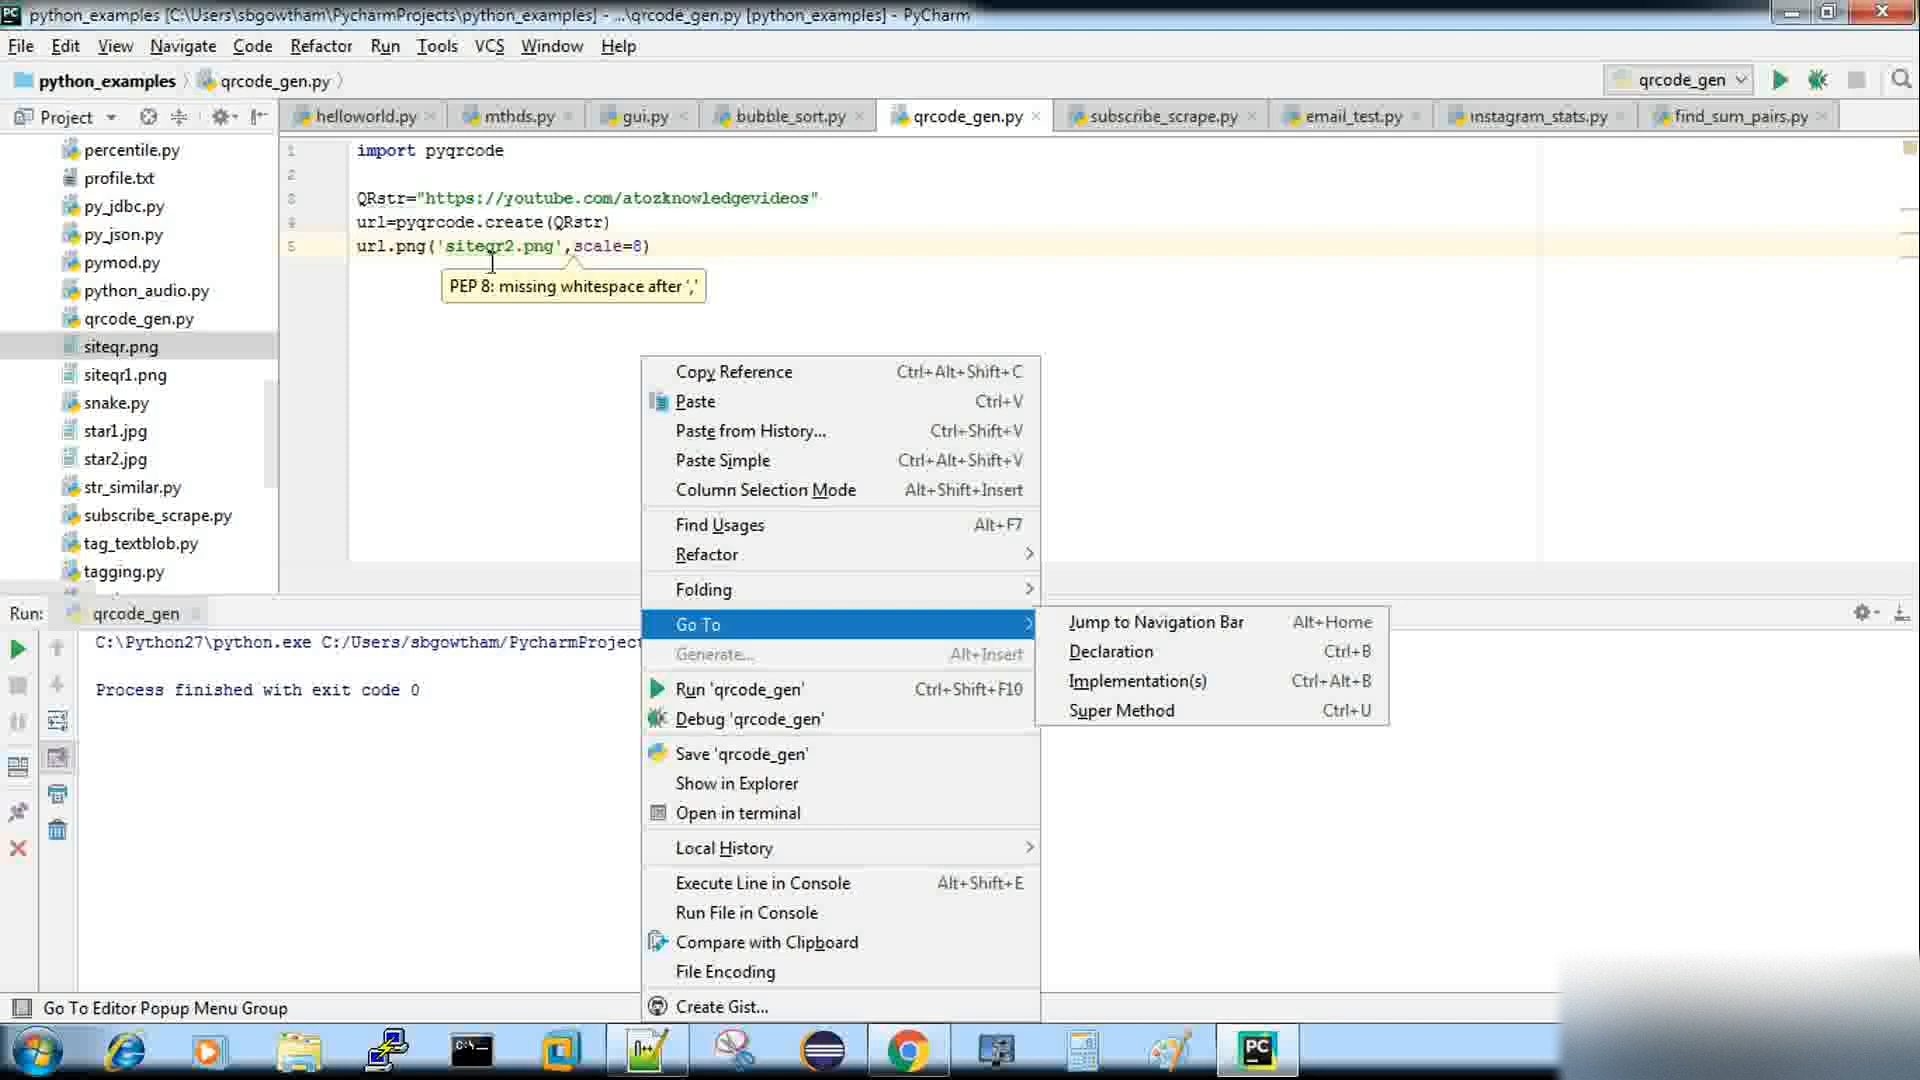 python_examples [C:\Users\sbgowtham\PycharmProjects\python_examples] - ...\qrcode_gen.py [python_examples] - PyCharm
File Edit View Navigate Code Refactor Run Tools VCS Window Help
python_examples qrcode_gen.py qrcode_gen
Project helloworld.py mthds.py gui.py bubble_sort.py qrcode_gen.py subscribe_scrape.py email_test.py instagram_stats.py find_sum_pairs.py
percentile.py
profile.txt
py_jdbc.py
py_json.py
pymod.py
python_audio.py
qrcode_gen.py
siteqr.png
siteqr1.png
snake.py
star1.jpg
star2.jpg
str_similar.py
subscribe_scrape.py
tag_textblob.py
tagging.py
1 import pyqrcode
2
3 QRstr="https://youtube.com/atozknowledgevideos"
4 url=pyqrcode.create(QRstr)
5 url.png('siteqr2.png',scale=8)
PEP 8: missing whitespace after ','
Copy Reference Ctrl+Alt+Shift+C
Paste Ctrl+V
Paste from History... Ctrl+Shift+V
Paste Simple Ctrl+Alt+Shift+V
Column Selection Mode Alt+Shift+Insert
Find Usages Alt+F7
Refactor
Folding
Go To
Generate... Alt+Insert
Run 'qrcode_gen' Ctrl+Shift+F10
Debug 'qrcode_gen'
Save 'qrcode_gen'
Show in Explorer
Open in terminal
Local History
Execute Line in Console Alt+Shift+E
Run File in Console
Compare with Clipboard
File Encoding
Create Gist...
Jump to Navigation Bar Alt+Home
Declaration Ctrl+B
Implementation(s) Ctrl+Alt+B
Super Method Ctrl+U
Run: qrcode_gen
C:\Python27\python.exe C:/Users/sbgowtham/PycharmProject
Process finished with exit code 0
Go To Editor Popup Menu Group